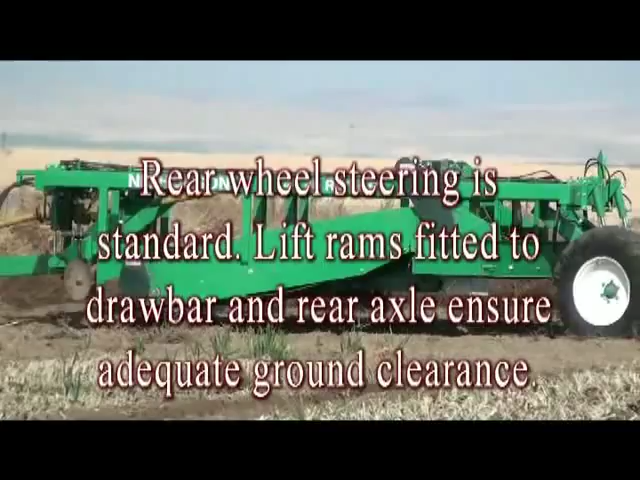 Rear wheel steering is
standard. Lift rams fitted to
drawbar and rear axle ensure
adequate ground clearance.